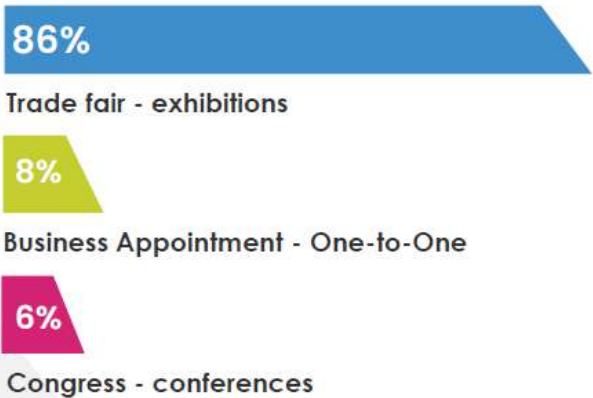 86%
Trade fair - exhibitions
8%
Business Appointment - One-to-One
6%
Congress - conferences